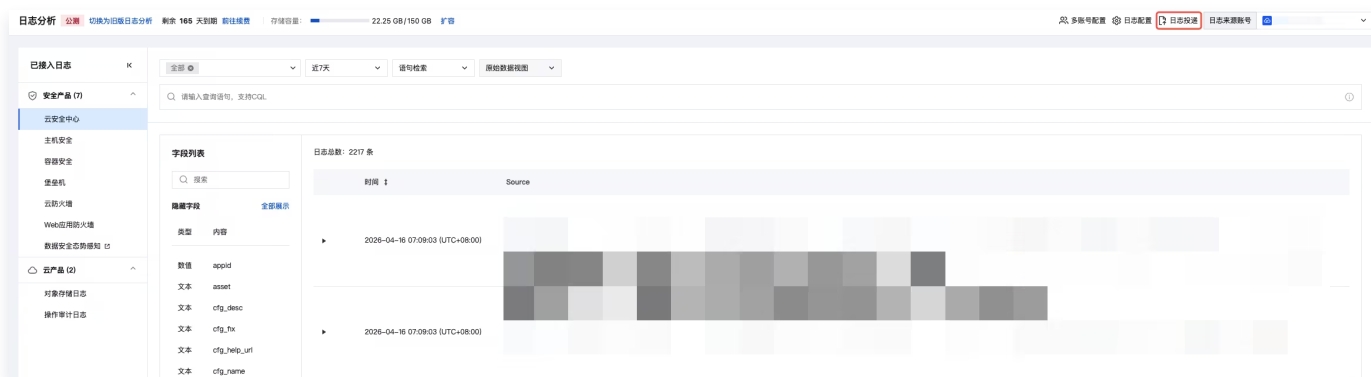 日志分析 公测 切换为旧版日志分析 剩余 165 天到期 前往续费 存储容量： 22.25 GB/150 GB 扩容 多账号配置 日志配置 日志投递 日志来源账号
已接入日志
全部 近7天 语句检索 原始数据视图
安全产品 (7)
请输入查询语句，支持CQL
云安全中心
主机安全
容器安全
堡垒机
云防火墙
Web应用防火墙
数据安全态势感知
云产品 (2)
对象存储日志
操作审计日志
字段列表
搜索
隐藏字段 全部展示
类型 内容
数值 appid
文本 asset
文本 cfg_desc
文本 cfg_fix
文本 cfg_help_url
文本 cfg_name
日志总数：2217 条
时间 Source
2026-04-16 07:09:03 (UTC+08:00)
2026-04-16 07:09:03 (UTC+08:00)